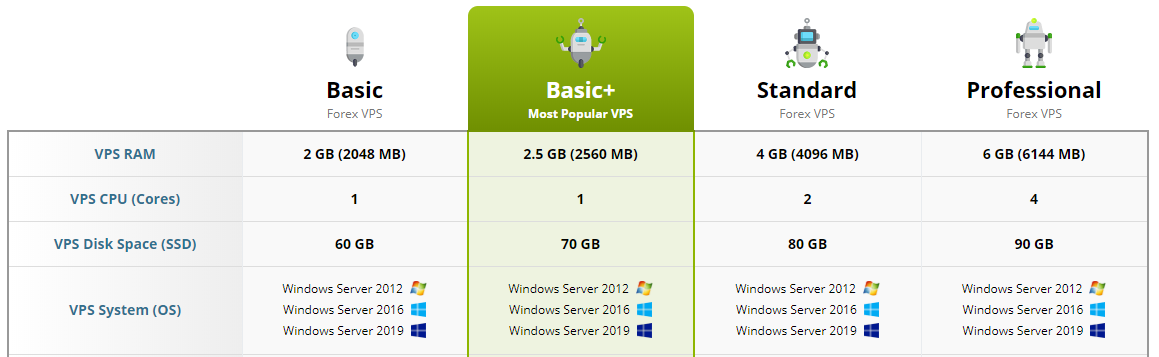 Basic
Basic+
Standard
Professional
Forex VPS
Most Popular VPS
Forex VPS
Forex VPS
VPS RAM
2 GB (2048 MB)
2.5 GB (2560 MB)
4 GB (4096 MB)
6 GB (6144 MB)
VPS CPU (Cores)
1
1
2
4
VPS Disk Space (SSD)
60 GB
70 GB
80 GB
90 GB
VPS System (OS)
Windows Server 2012
Windows Server 2016
Windows Server 2019
Windows Server 2012
Windows Server 2016
Windows Server 2019
Windows Server 2012
Windows Server 2016
Windows Server 2019
Windows Server 2012
Windows Server 2016
Windows Server 2019